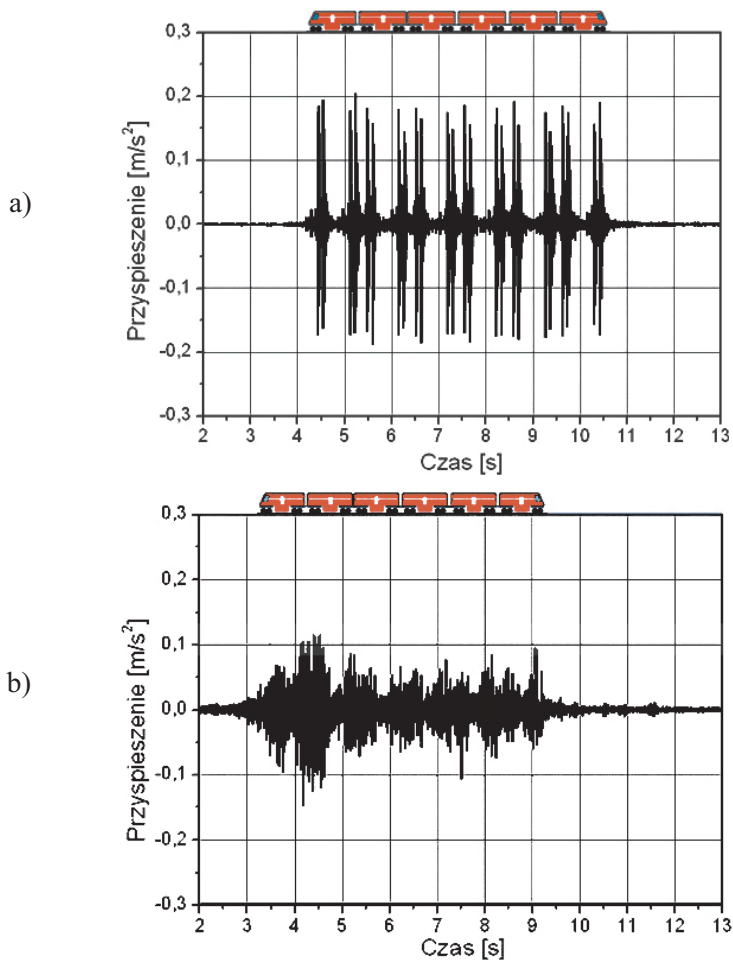 a)
Przyspieszenie [m/s²]
0,3
0,2
0,1
0,0
-0,1
-0,2
-0,3
2 3 4 5 6 7 8 9 10 11 12 13
Czas [s]
b)
Przyspieszenie [m/s²]
0,3
0,2
0,1
0,0
-0,1
-0,2
-0,3
2 3 4 5 6 7 8 9 10 11 12 13
Czas [s]